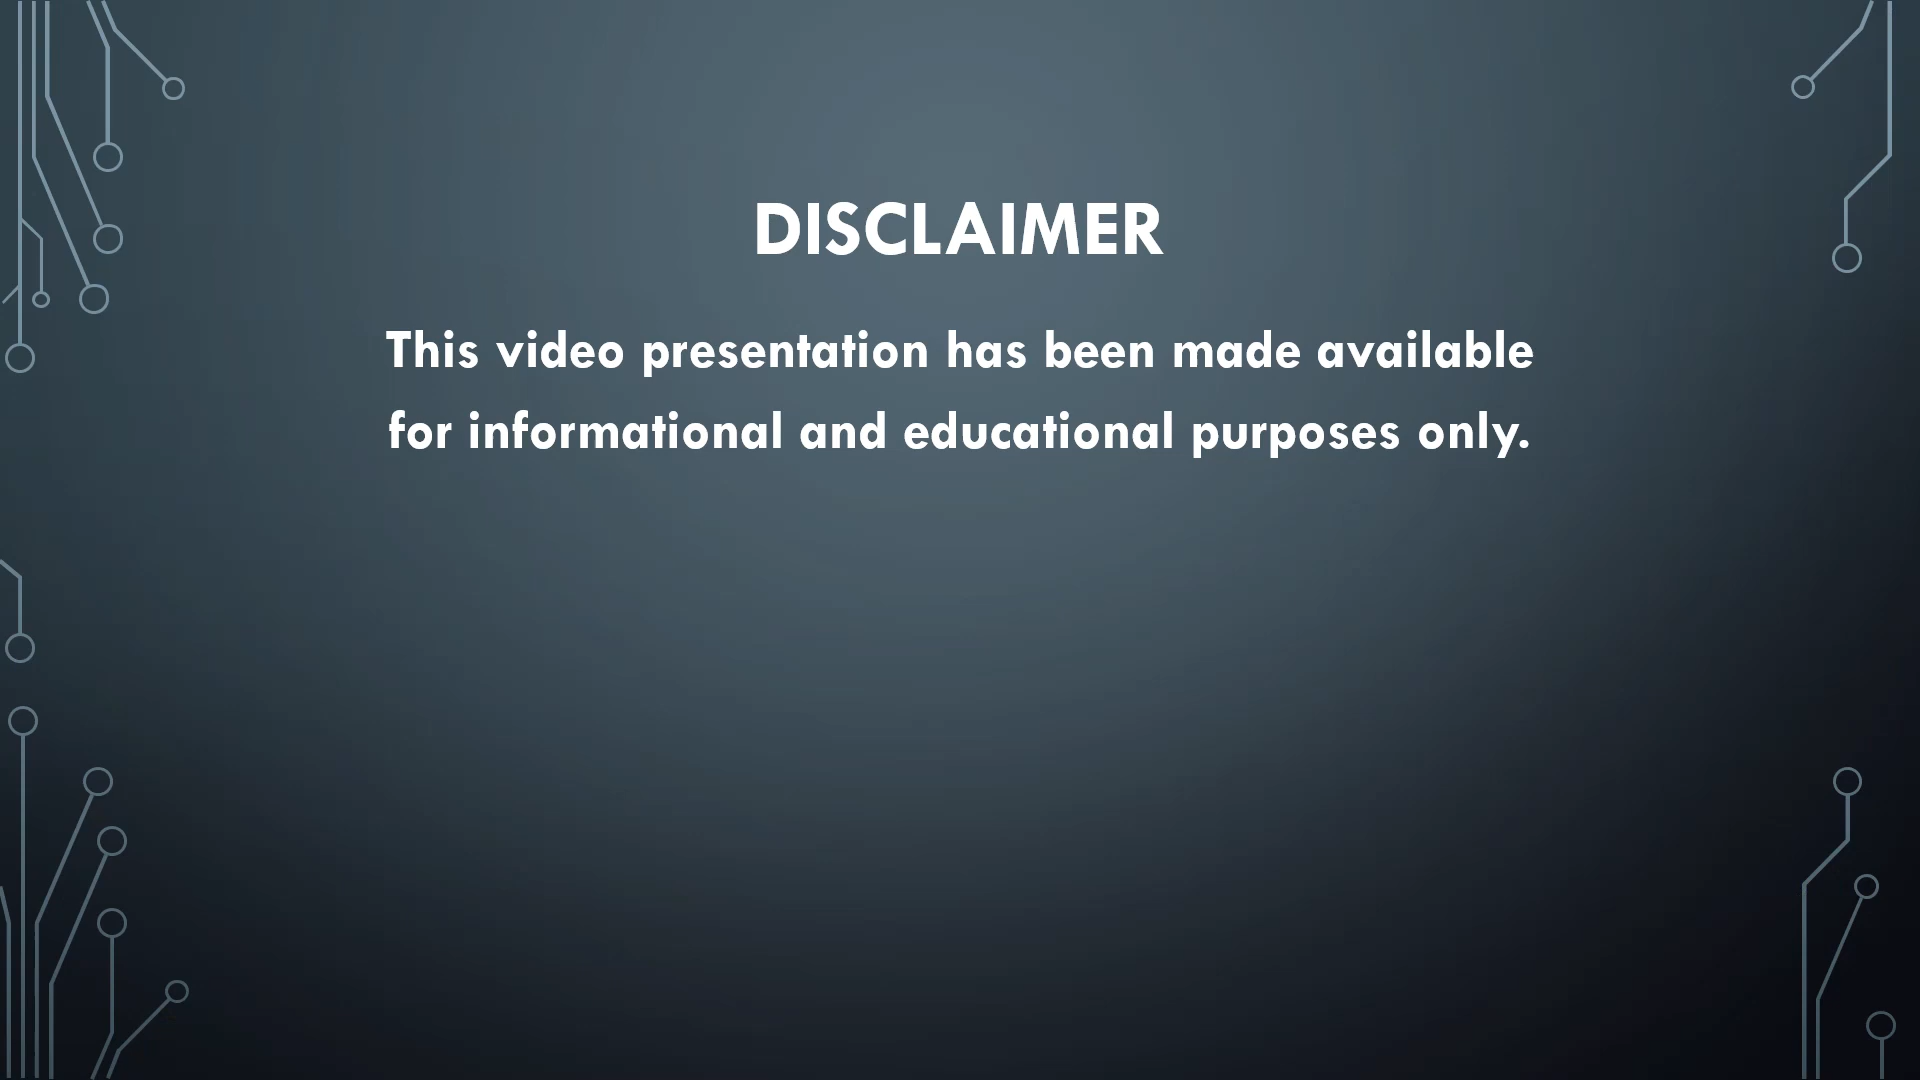 DISCLAIMER
This video presentation has been made available
for informational and educational purposes only.